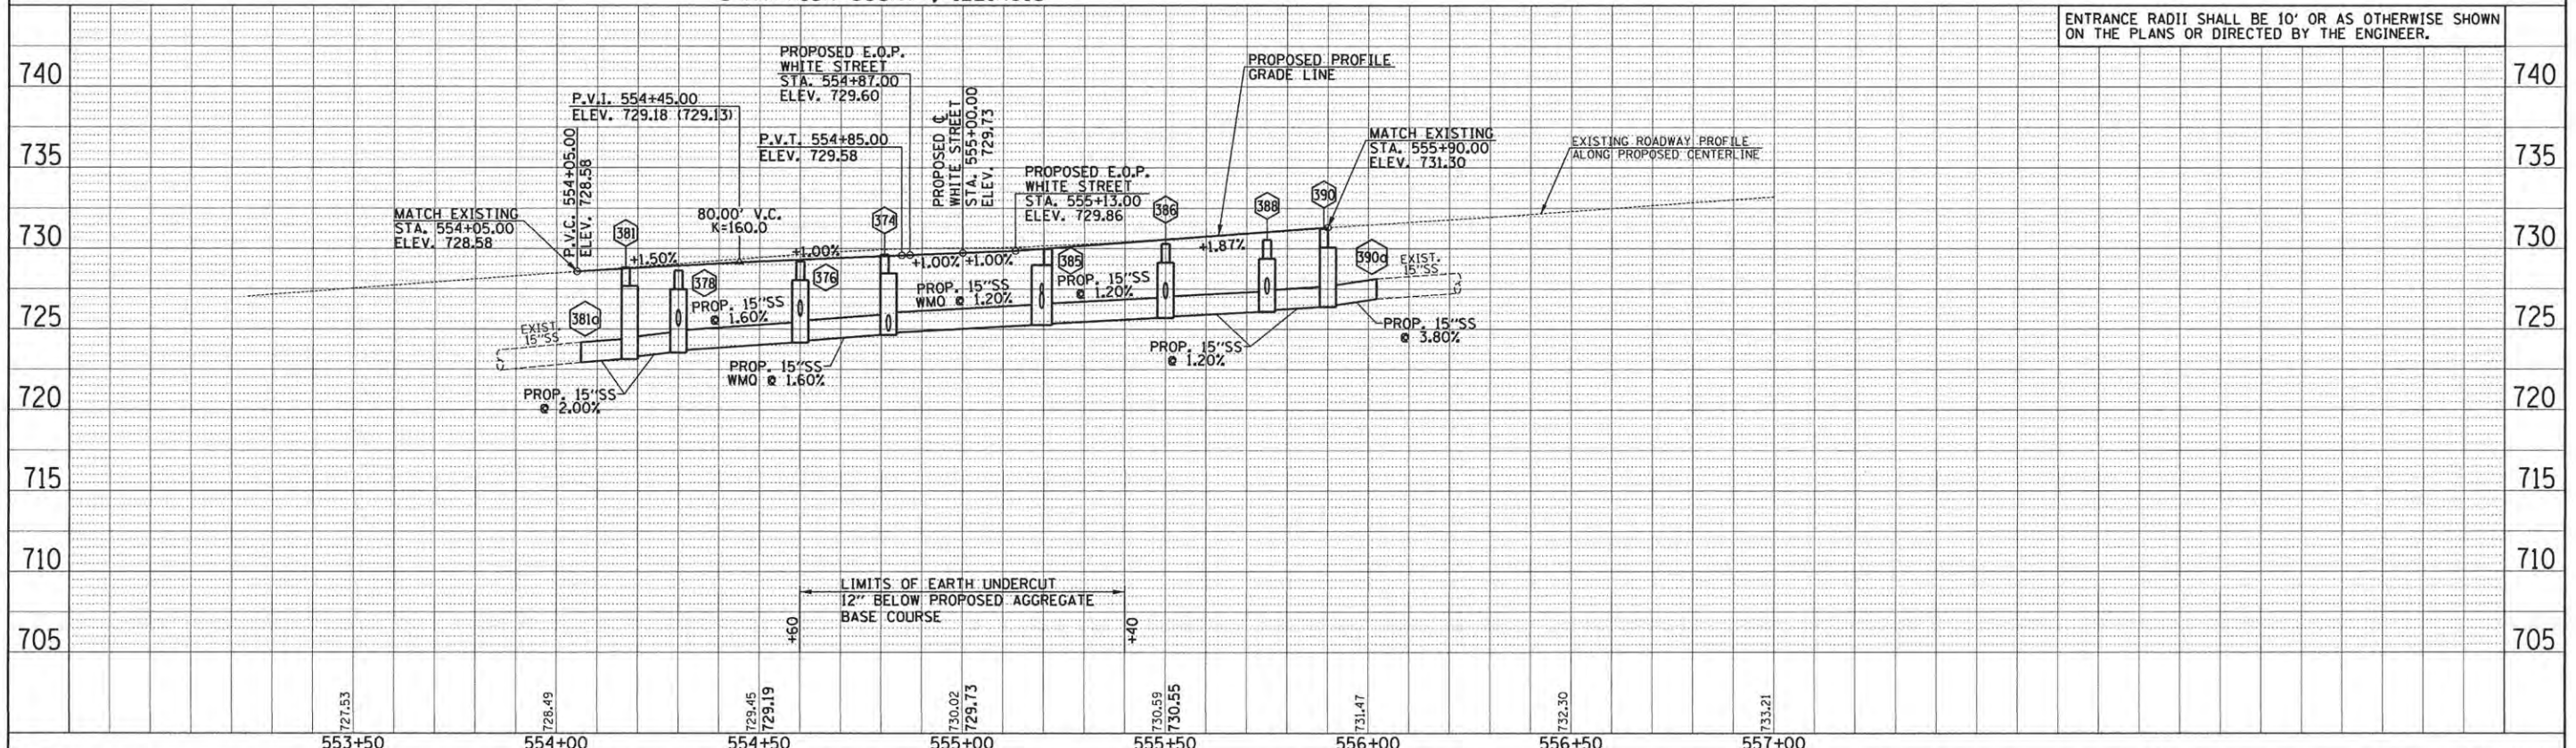 ENTRANCE RADII SHALL BE 10' OR AS OTHERWISE SHOWN
ON THE PLANS OR DIRECTED BY THE ENGINEER.
740
735
730
725
720
715
710
705
740
735
730
725
720
715
710
705
MATCH EXISTING
STA. 554+05.00
ELEV. 728.58
P.V.C. 554+05.00
ELEV. 728.58
P.V.I. 554+45.00
ELEV. 729.18 (729.13)
PROPOSED E.O.P.
WHITE STREET
STA. 554+87.00
ELEV. 729.60
P.V.T. 554+85.00
ELEV. 729.58
PROPOSED ℄
WHITE STREET
STA. 555+00.00
ELEV. 729.73
PROPOSED E.O.P.
WHITE STREET
STA. 555+13.00
ELEV. 729.86
PROPOSED PROFILE
GRADE LINE
MATCH EXISTING
STA. 555+90.00
ELEV. 731.30
EXISTING ROADWAY PROFILE
ALONG PROPOSED CENTERLINE
80.00' V.C.
K=160.0
381
374
386
388
390
+1.50%
+1.00%
+1.00%
+1.00%
+1.87%
378
376
385
390a
381a
EXIST.
15"SS
PROP. 15"SS
@ 1.60%
PROP. 15"SS
WMQ @ 1.20%
PROP. 15"SS
@ 1.20%
EXIST.
15"SS
PROP. 15"SS
@ 2.00%
PROP. 15"SS
WMQ @ 1.60%
PROP. 15"SS
@ 1.20%
PROP. 15"SS
@ 3.80%
LIMITS OF EARTH UNDERCUT
12" BELOW PROPOSED AGGREGATE
BASE COURSE
+60
+40
727.53
728.49
729.45
729.19
730.02
729.73
730.59
730.55
731.47
732.30
733.21
553+50
554+00
554+50
555+00
555+50
556+00
556+50
557+00